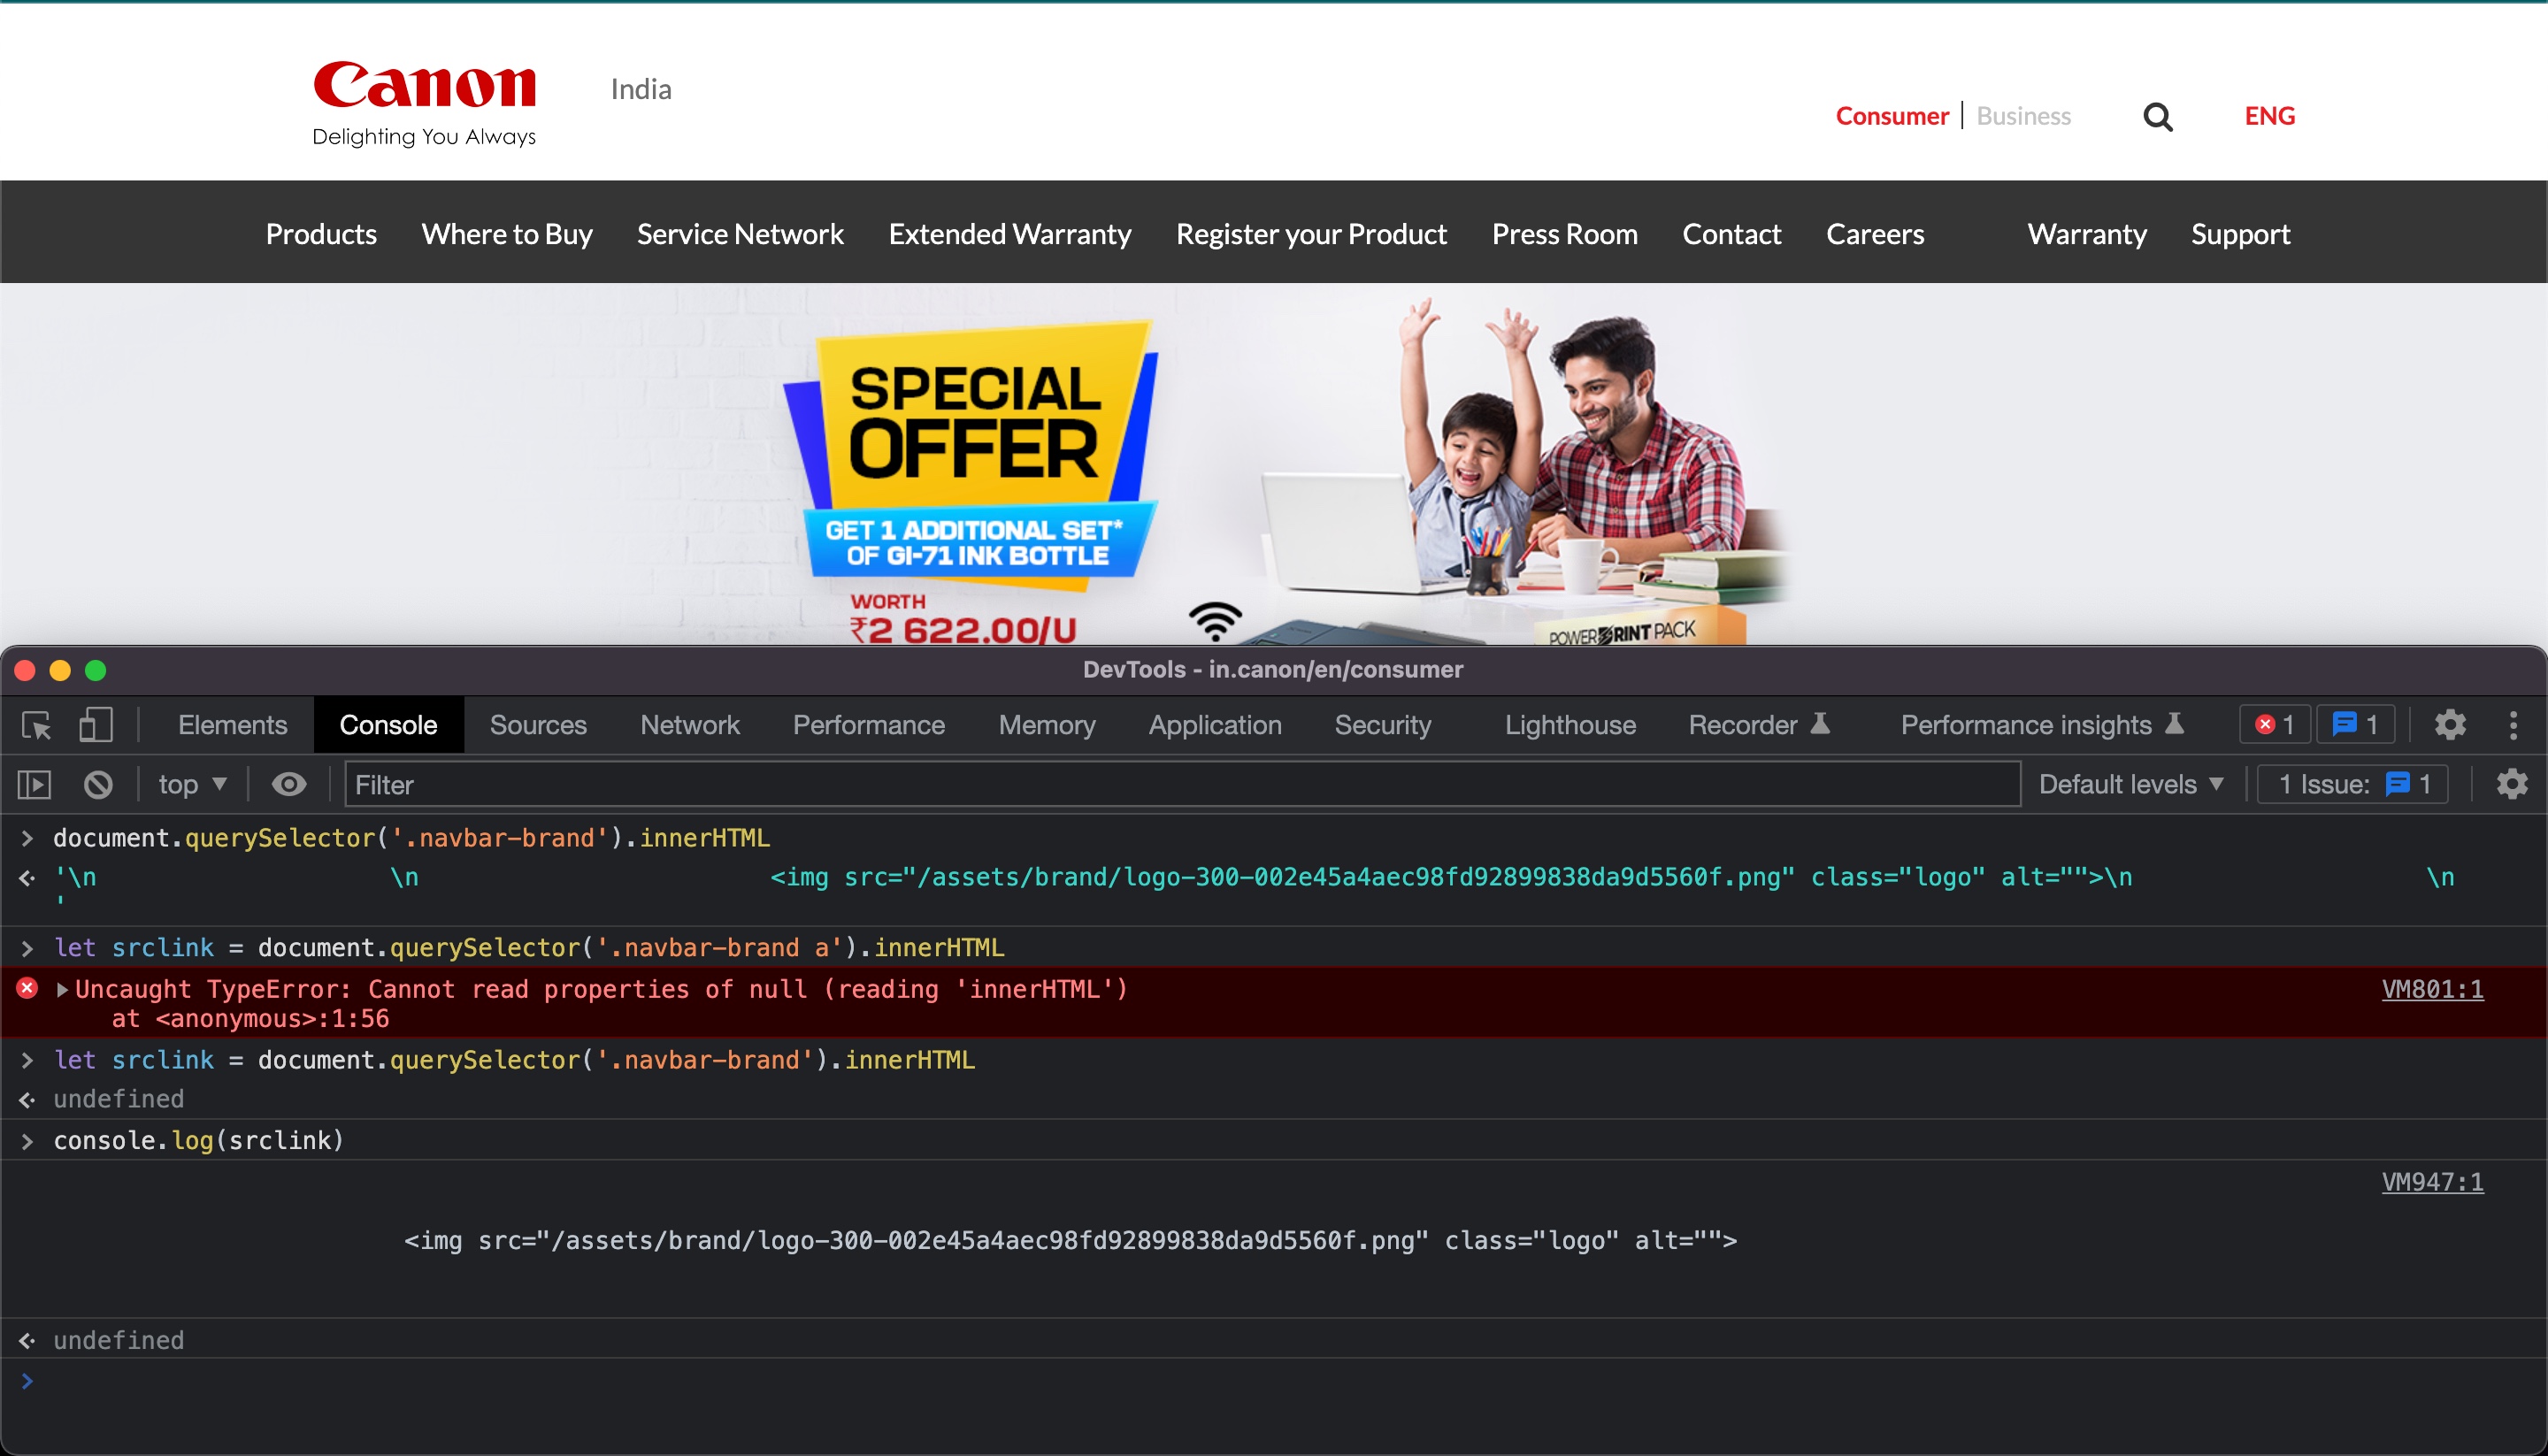 Canon
Delighting You Always
India
Consumer | Business
ENG
Products Where to Buy Service Network Extended Warranty Register your Product Press Room Contact Careers Warranty Support
SPECIAL
OFFER
GET 1 ADDITIONAL SET*
OF GI-71 INK BOTTLE
WORTH
₹2 622.00/U
POWER PRINT PACK
DevTools - in.canon/en/consumer
Elements Console Sources Network Performance Memory Application Security Lighthouse Recorder Performance insights 1 1
top Filter Default levels 1 Issue: 1
> document.querySelector('.navbar-brand').innerHTML
'\n \n <img src="/assets/brand/logo-300-002e45a4aec98fd92899838da9d5560f.png" class="logo" alt="">\n \n
'
> let srclink = document.querySelector('.navbar-brand a').innerHTML
Uncaught TypeError: Cannot read properties of null (reading 'innerHTML') VM801:1
at <anonymous>:1:56
> let srclink = document.querySelector('.navbar-brand').innerHTML
undefined
> console.log(srclink)
VM947:1
<img src="/assets/brand/logo-300-002e45a4aec98fd92899838da9d5560f.png" class="logo" alt="">
undefined
>